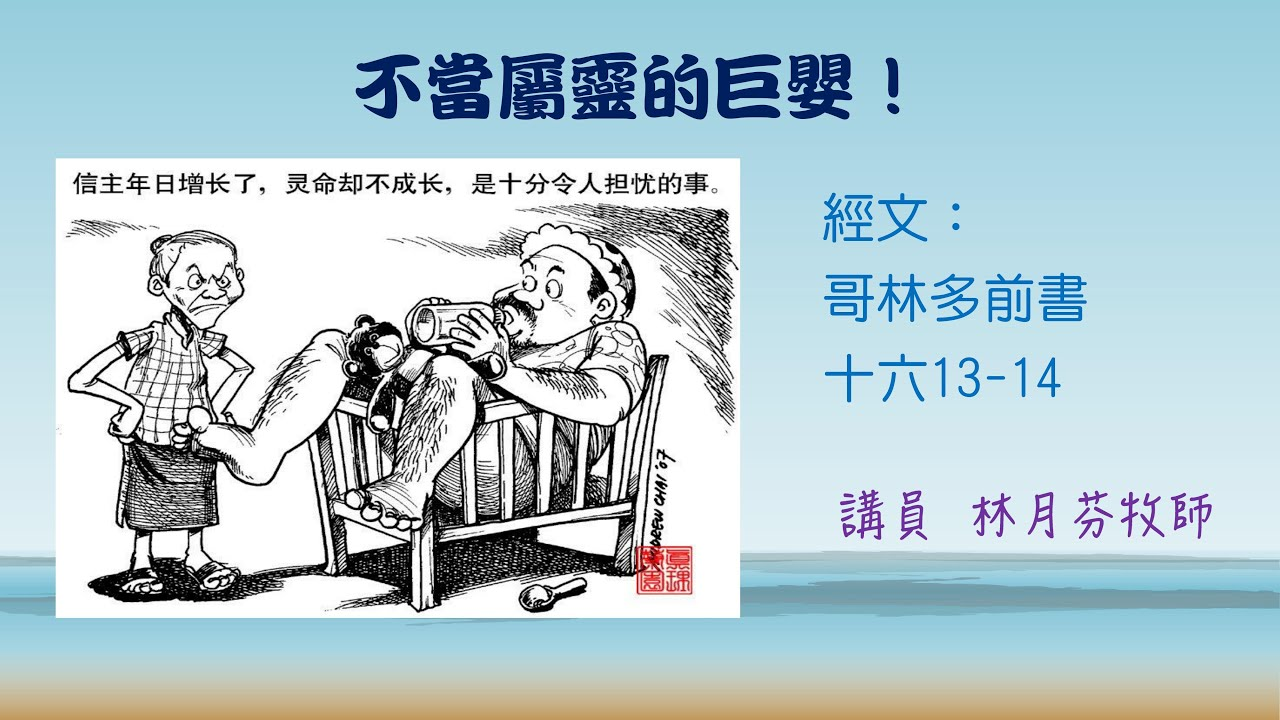 不當屬靈的巨嬰！
信主年日增长了，灵命却不成长，是十分令人担忧的事。
經文：
哥林多前書
十六13-14
講員 林月芬牧師
ANDREW CHAI '07